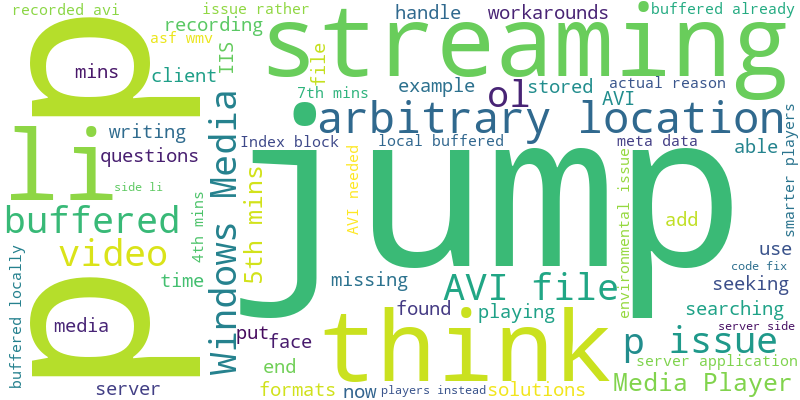 recorded avi
issue rather
handle
workarounds
buffered already
recording
streaming
asf wmv
p
mins
client
IIS
file
7th mins
example
stored
actual reason
ol
AVI
arbitrary location
li
writing
questions
Index block
local buffered
meta data
able
smarter players
side li
jump
AVI needed
Windows Media
5th mins
4th mins
environmental issue
add
buffered
video
use
code fix
buffered locally
time
missing
AVI file
seeking
p
media
found
playing
searching
put
face
think
server side
p issue
end
server application
server
formats
now
players instead
solutions
Media Player